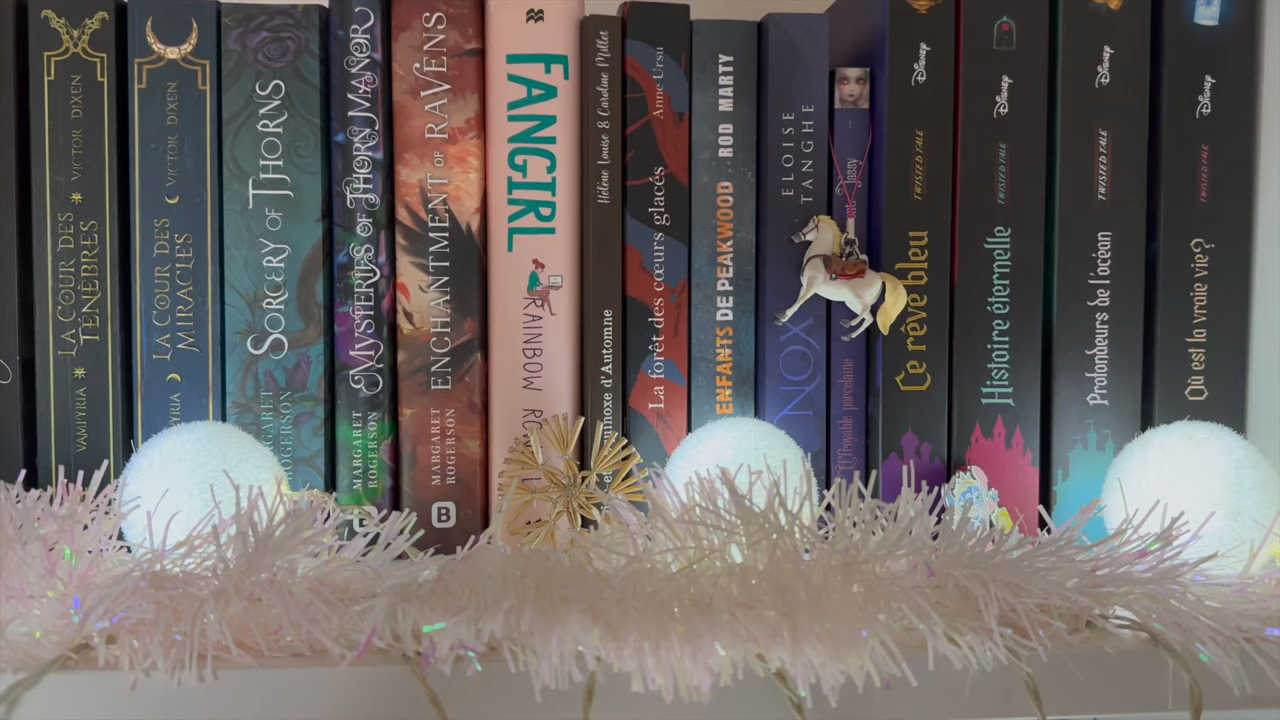 LA COUR DES
TÉNÈBRES
VICTOR DIXEN
VAMPYRIA
LA COUR DES
MIRACLES
VICTOR DIXEN
SORCERY OF THORNS
MARGARET
ROGERSON
MYSTERIES OF THORN MANOR
MARGARET
ROGERSON
ENCHANTMENT OF RAVENS
MARGARET
ROGERSON
B
FANGIRL
RAINBOW
Hélène Louise & Caroline Millet
d'Automne
La forêt des cœurs glacés
Anne Ursu
ENFANTS DE PEAKWOOD
ROD MARTY
NOX
ELOISE
TANGHE
porcelaine
Ce rêve bleu
TWISTED TALE
DISNEY
Histoire éternelle
TWISTED TALE
DISNEY
Profondeurs de l'océan
TWISTED TALE
DISNEY
Où est la vraie vie?
TWISTED TALE
DISNEY